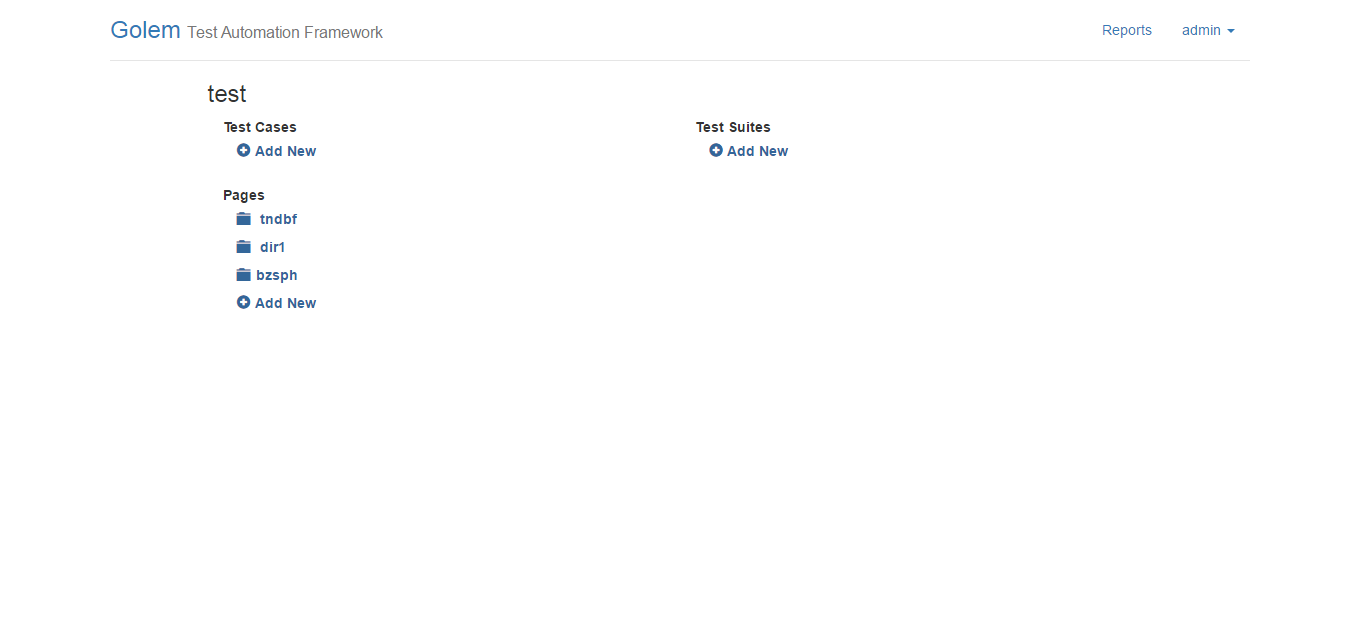 Golem Test Automation Framework
Reports
admin
test
Test Cases
Add New
Test Suites
Add New
Pages
tndbf
dir1
bzsph
Add New